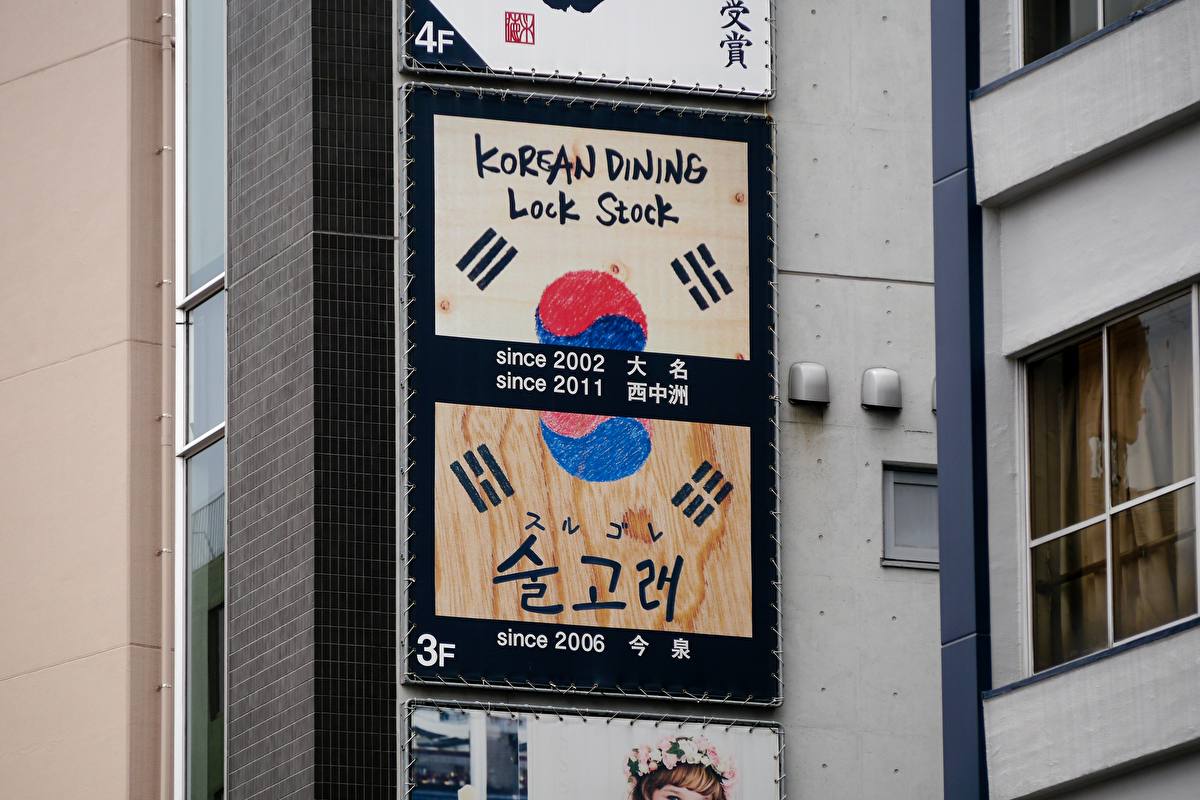 4F
受賞
KOREAN DINING
Lock Stock
since 2002 大名
since 2011 西中洲
スルゴレ
술고래
3F
since 2006 今泉